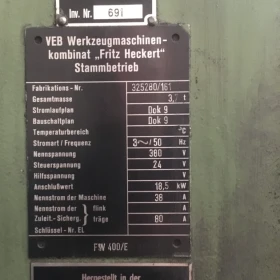 Inv. Nr. 691
VEB Werkzeugmaschinen-
kombinat „Fritz Heckert"
Stammbetrieb
Fabrikations-Nr. 325280/161
Gesamtmasse 3,7 t
Stromlaufplan Dok 9
Bauschaltplan Dok 9
Temperaturbereich °C
Stromart / Frequenz 3~/50 Hz
Nennspannung 380 V
Steuerspannung 24 V
Hilfsspannung V
Anschlußwert 18,5 kW
Nennstrom der Maschine 38 A
Nennstrom der { flink A
Zuleit.-Sicherg. { träge 80 A
Schlüssel-Nr. EL
FW 400/E
Hergestellt in der